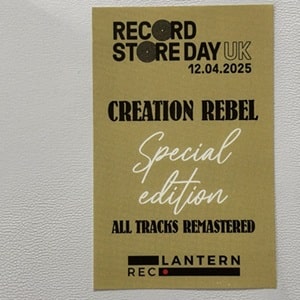 RECORD
STORE DAY UK
12.04.2025
CREATION REBEL
Special
edition
ALL TRACKS REMASTERED
LANTERN
REC